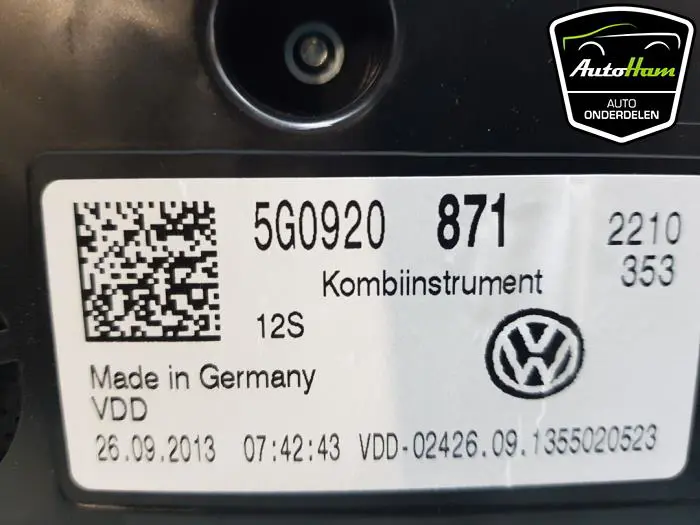 AutoHam
AUTO
ONDERDELEN
5G0920 871 2210
Kombiinstrument 353
12S
Made in Germany
VDD
26.09.2013 07:42:43 VDD-02426.09.1355020523